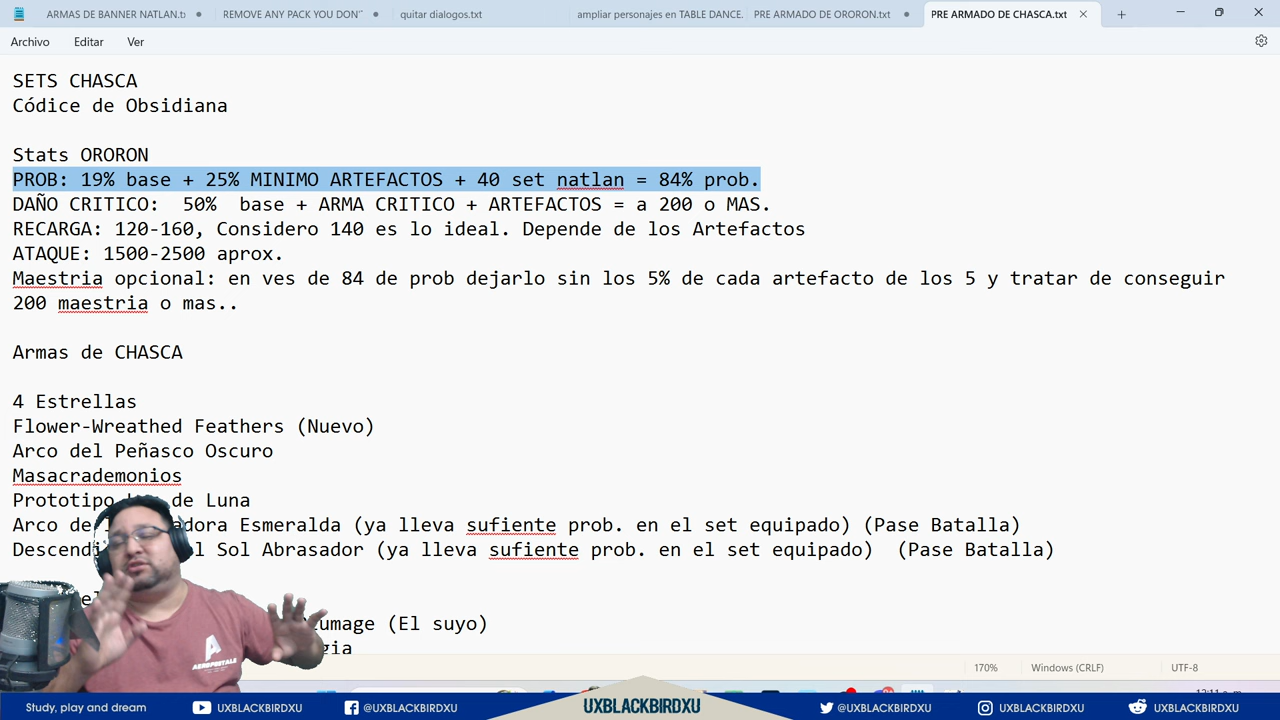 ARMAS DE BANNER NATLAN.t
REMOVE ANY PACK YOU DON'
quitar dialogos.txt
ampliar personajes en TABLE DANCE.
PRE ARMADO DE ORORON.txt
PRE ARMADO DE CHASCA.txt
Archivo Editar Ver
SETS CHASCA
Códice de Obsidiana
Stats ORORON
PROB: 19% base + 25% MINIMO ARTEFACTOS + 40 set natlan = 84% prob.
DAÑO CRITICO: 50% base + ARMA CRITICO + ARTEFACTOS = a 200 o MAS.
RECARGA: 120-160, Considero 140 es lo ideal. Depende de los Artefactos
ATAQUE: 1500-2500 aprox.
Maestria opcional: en ves de 84 de prob dejarlo sin los 5% de cada artefacto de los 5 y tratar de conseguir
200 maestria o mas..
Armas de CHASCA
4 Estrellas
Flower-Wreathed Feathers (Nuevo)
Arco del Peñasco Oscuro
Masacrademonios
Prototipo de Luna
Arco de Esmeralda (ya lleva sufiente prob. en el set equipado) (Pase Batalla)
Sol Abrasador (ya lleva sufiente prob. en el set equipado) (Pase Batalla)
(El suyo)
170% Windows (CRLF) UTF-8
AEROPOSTALE
Study, play and dream
UXBLACKBIRDXU
@UXBLACKBIRDXU
UXBLACKBIRDXU
@UXBLACKBIRDXU
UXBLACKBIRDXU
UXBLACKBIRDXU